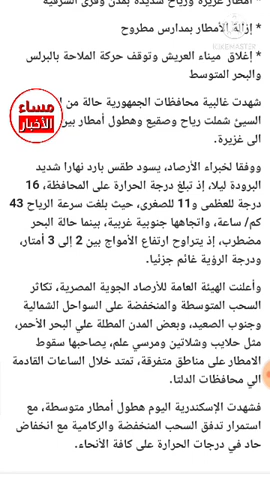 * أمطار غزيرة ورياح شديدة بمدن وقرى الشرقية
* إزالة الأمطار بمدارس مطروح
* إغلاق ميناء العريش وتوقف حركة الملاحة بالبرلس
والبحر المتوسط
شهدت غالبية محافظات الجمهورية حالة من
السيئ شملت رياح وصقيع وهطول أمطار بين
الى غزيرة.
مساء
الأخبار
KINEMASTER
ووفقا لخبراء الأرصاد، يسود طقس بارد نهارا شديد
البرودة ليلا، إذ تبلغ درجة الحرارة على المحافظة، 16
درجة للعظمى و11 للصغرى، حيث بلغت سرعة الرياح 43
كم/ ساعة، واتجاهها جنوبية غربية، بينما حالة البحر
مضطرب، إذ يتراوح ارتفاع الأمواج بين 2 إلى 3 أمتار،
ودرجة الرؤية غائم جزئيا.
وأعلنت الهيئة العامة للأرصاد الجوية المصرية، تكاثر
السحب المتوسطة والمنخفضة على السواحل الشمالية
وجنوب الصعيد، وبعض المدن المطلة علي البحر الأحمر،
مثل حلايب وشلاتين ومرسي علم، يصاحبها سقوط
الامطار على مناطق متفرقة، تمتد خلال الساعات القادمة
الي محافظات الدلتا.
فشهدت الإسكندرية اليوم هطول أمطار متوسطة، مع
استمرار تدفق السحب المنخفضة والركامية مع انخفاض
حاد في درجات الحرارة على كافة الأنحاء.